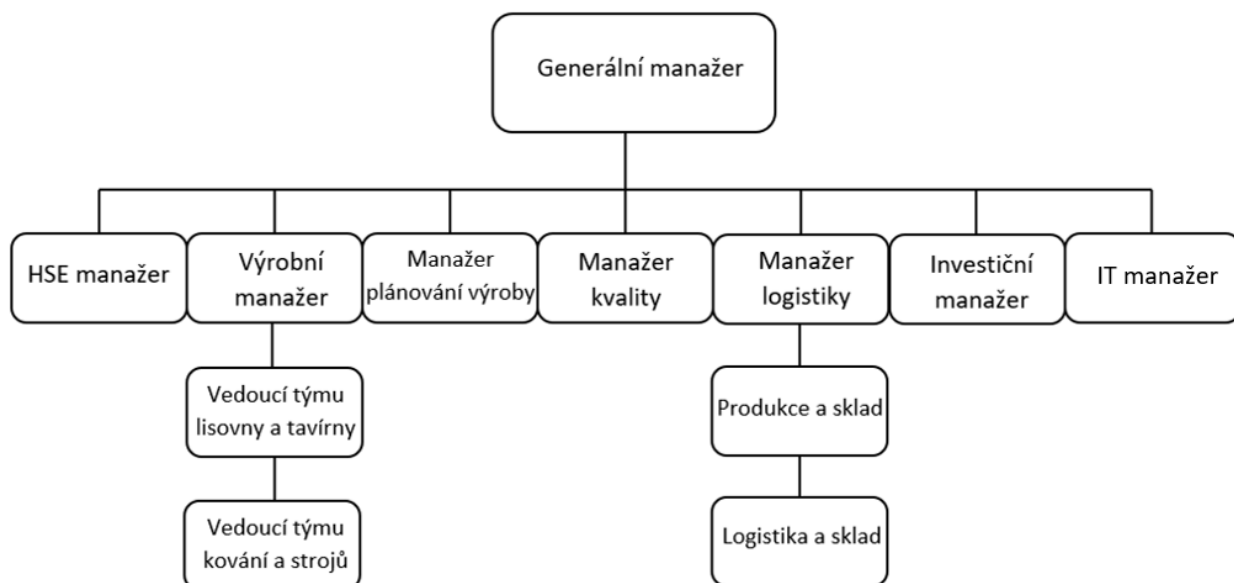 Generální manažer
HSE manažer
Výrobní
manažer
Manažer
plánování výroby
Manažer
kvality
Manažer
logistiky
Investiční
manažer
IT manažer
Vedoucí týmu
lisovny a tavírny
Produkce a sklad
Vedoucí týmu
kování a strojů
Logistika a sklad